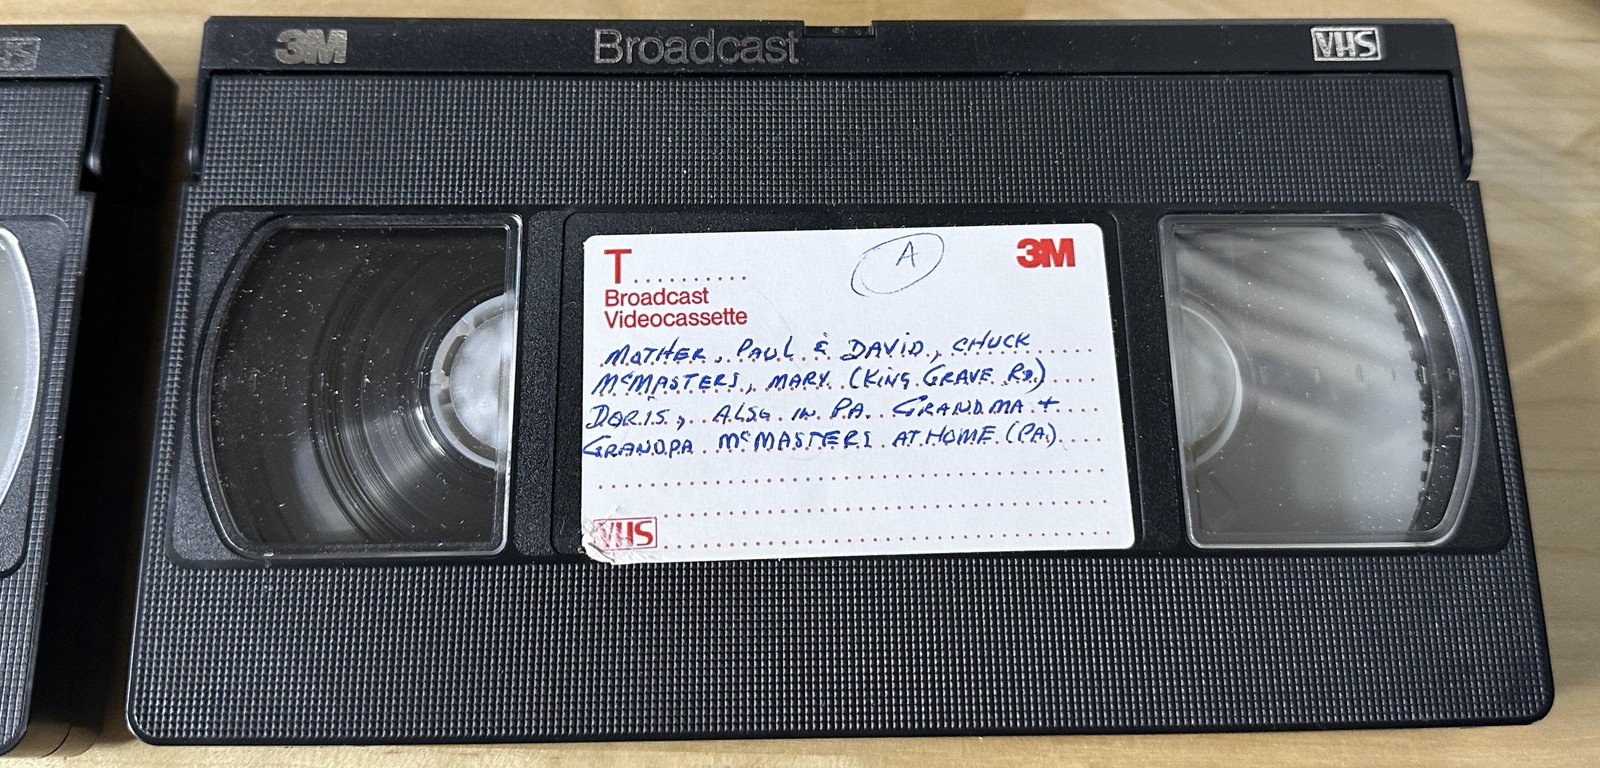 3M Broadcast VHS
T.......... A 3M
Broadcast
Videocassette
MOTHER, PAUL & DAVID, CHUCK
McMASTERS, MARY (KING GRAVE RD)
DORIS, ALSO IN PA. GRANDMA +
GRANDPA McMASTERS AT HOME (PA)
VHS